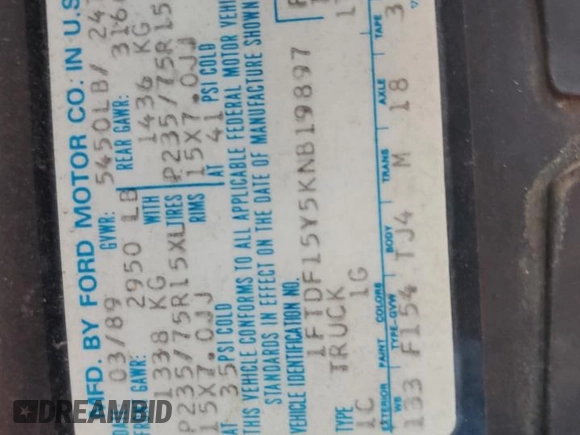 MFD. BY FORD MOTOR CO. IN U.S.
03/89 GVWR: 5450LB/ 24
GAWR: 2950 LB REAR GAWR:
1338 KG WITH 1436 KG
P235/75R15XL TIRES P235/75R15
15X7.0JJ RIMS 15X7.0JJ
AT 35 PSI COLD AT 41 PSI COLD
THIS VEHICLE CONFORMS TO ALL APPLICABLE FEDERAL MOTOR VEHI
STANDARDS IN EFFECT ON THE DATE OF MANUFACTURE SHOWN
VEHICLE IDENTIFICATION NO.
1FTDF15Y5KNB19897
TYPE TRUCK
1C 1G
EXTERIOR PAINT COLORS
WB TYPE-GVW BODY TRANS AXLE TAPE
133 F154 TJ4 M 18 3
DREAMBID